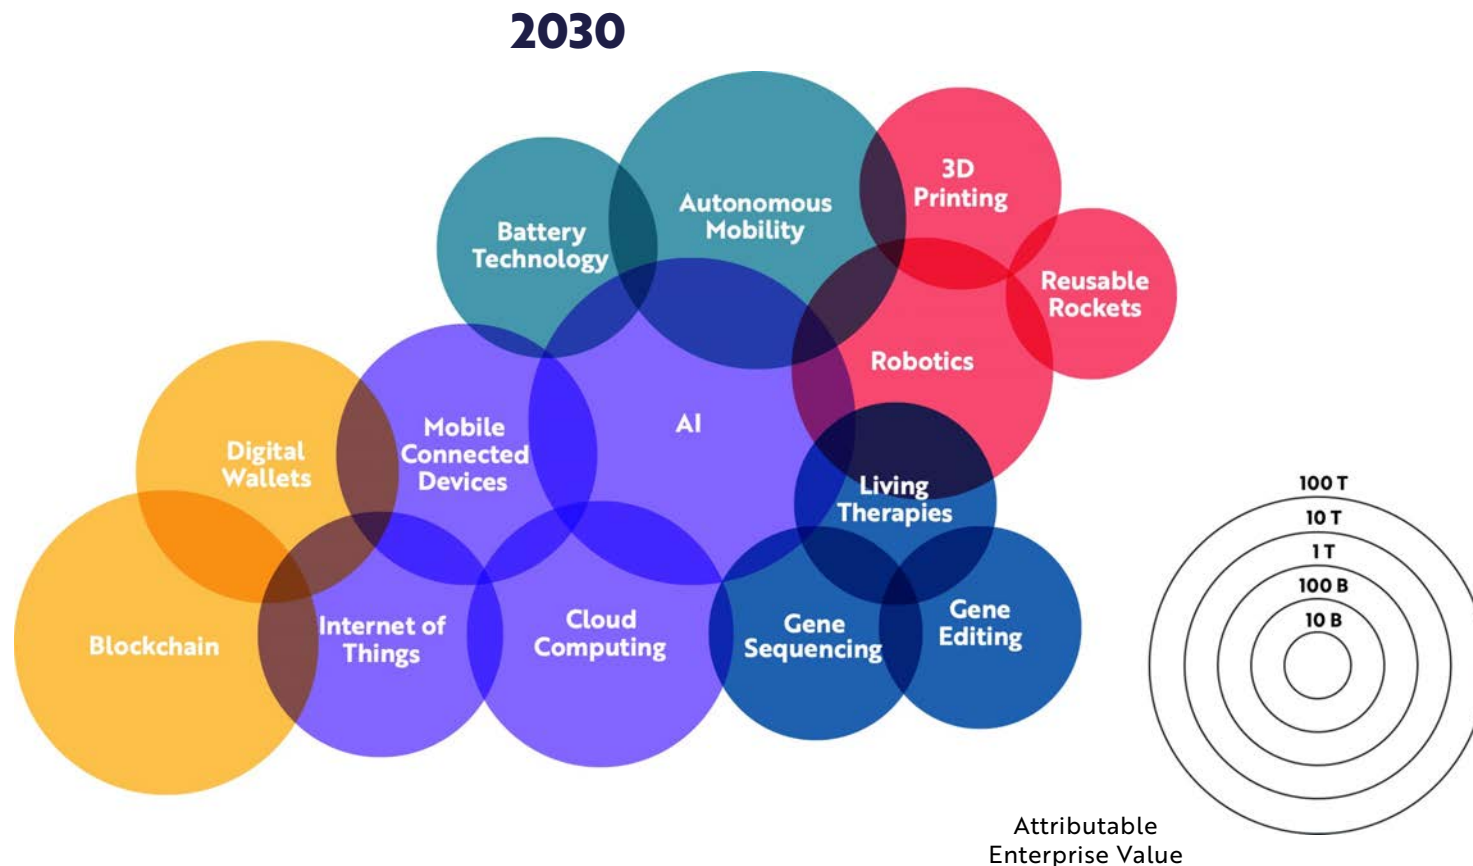 2030
Battery
Technology
Autonomous
Mobility
3D
Printing
Reusable
Rockets
Robotics
AI
Mobile
Connected
Devices
Digital
Wallets
Living
Therapies
Blockchain
Internet of
Things
Cloud
Computing
Gene
Sequencing
Gene
Editing
100 T
10 T
1 T
100 B
10 B
Attributable
Enterprise Value